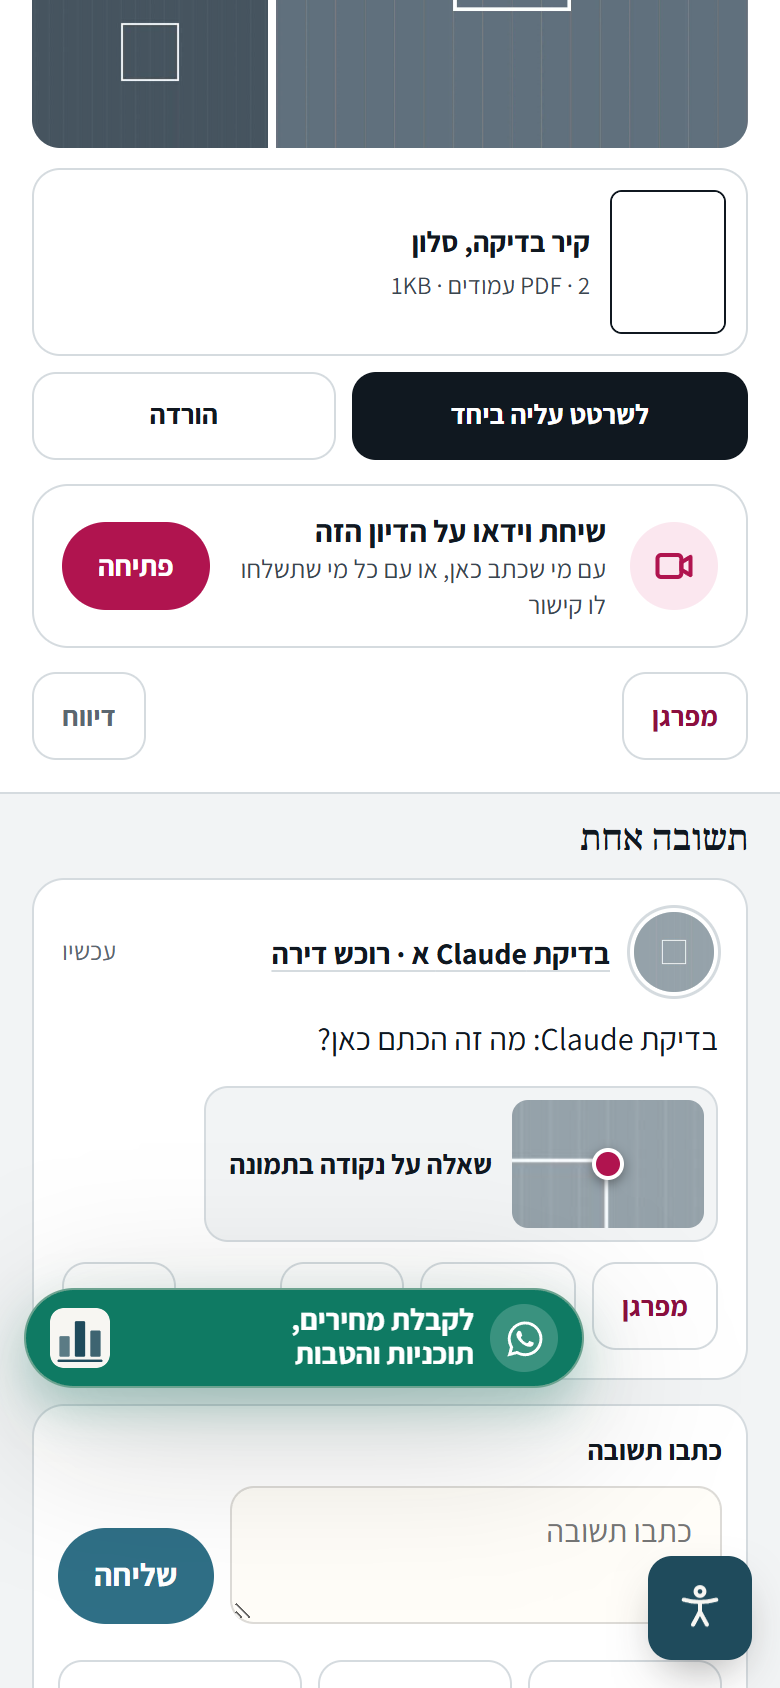 קיר בדיקה, סלון
PDF · 2 עמודים · 1KB
לשרטט עליה ביחד
הורדה
שיחת וידאו על הדיון הזה
עם מי שכתב כאן, או עם כל מי שתשלחו
לו קישור
פתיחה
מפרגן
דיווח
תשובה אחת
בדיקת Claude א · רוכש דירה
עכשיו
בדיקת Claude: מה זה הכתם כאן?
שאלה על נקודה בתמונה
מפרגן
לקבלת מחירים,
תוכניות והטבות
כתבו תשובה
כתבו תשובה
שליחה